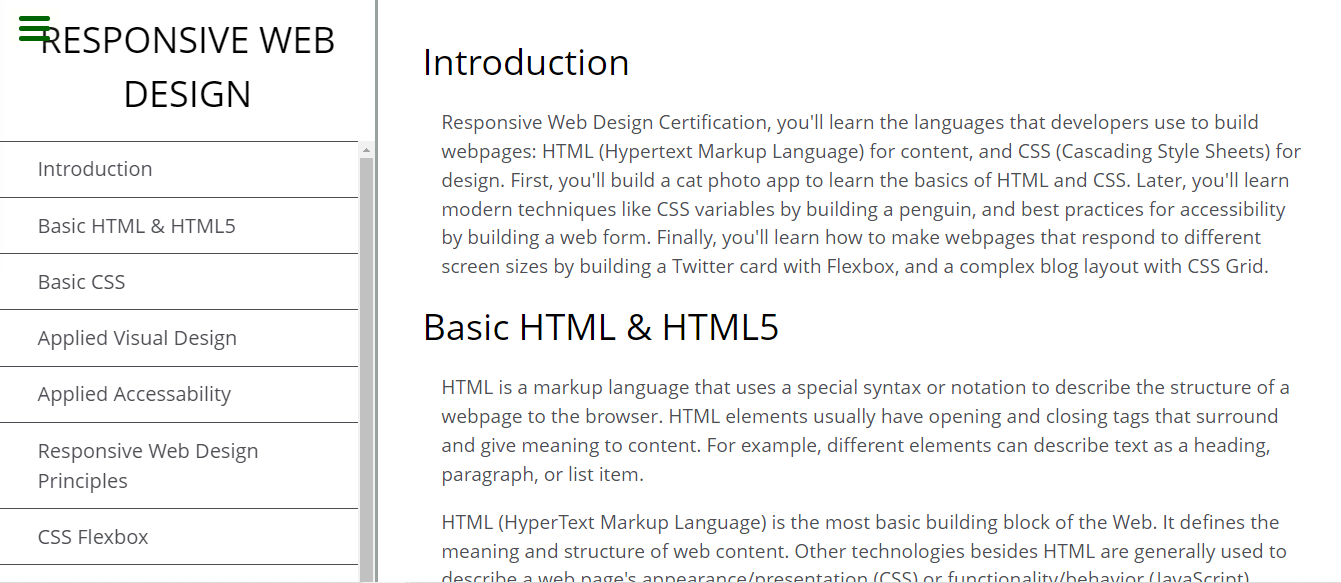 RESPONSIVE WEB
DESIGN
Introduction
Basic HTML & HTML5
Basic CSS
Applied Visual Design
Applied Accessability
Responsive Web Design
Principles
CSS Flexbox
Introduction
Responsive Web Design Certification, you'll learn the languages that developers use to build
webpages: HTML (Hypertext Markup Language) for content, and CSS (Cascading Style Sheets) for
design. First, you'll build a cat photo app to learn the basics of HTML and CSS. Later, you'll learn
modern techniques like CSS variables by building a penguin, and best practices for accessibility
by building a web form. Finally, you'll learn how to make webpages that respond to different
screen sizes by building a Twitter card with Flexbox, and a complex blog layout with CSS Grid.
Basic HTML & HTML5
HTML is a markup language that uses a special syntax or notation to describe the structure of a
webpage to the browser. HTML elements usually have opening and closing tags that surround
and give meaning to content. For example, different elements can describe text as a heading,
paragraph, or list item.
HTML (HyperText Markup Language) is the most basic building block of the Web. It defines the
meaning and structure of web content. Other technologies besides HTML are generally used to
describe a web page's appearance/presentation (CSS) or functionality/behavior (JavaScript)